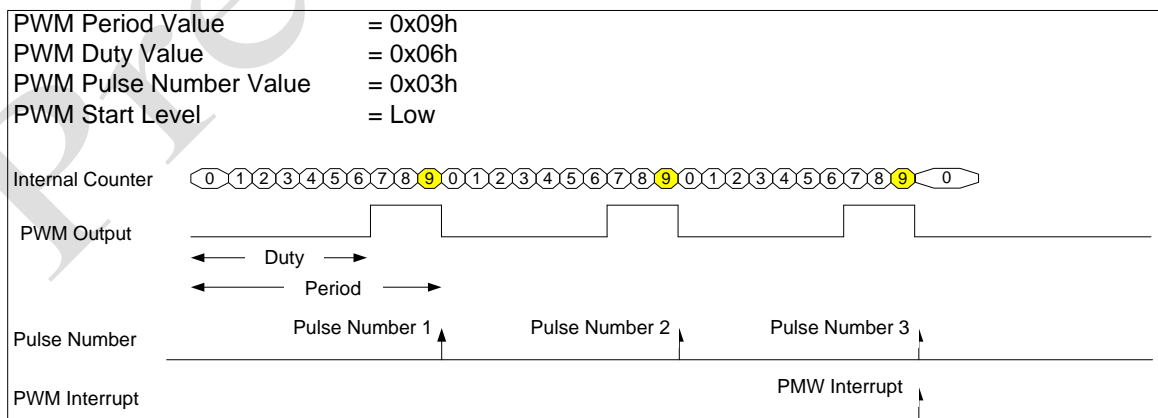 PWM Period Value = 0x09h
PWM Duty Value = 0x06h
PWM Pulse Number Value = 0x03h
PWM Start Level = Low
Internal Counter 0 1 2 3 4 5 6 7 8 9 0 1 2 3 4 5 6 7 8 9 0 1 2 3 4 5 6 7 8 9 0
PWM Output
Duty
Period
Pulse Number Pulse Number 1 Pulse Number 2 Pulse Number 3
PWM Interrupt PMW Interrupt